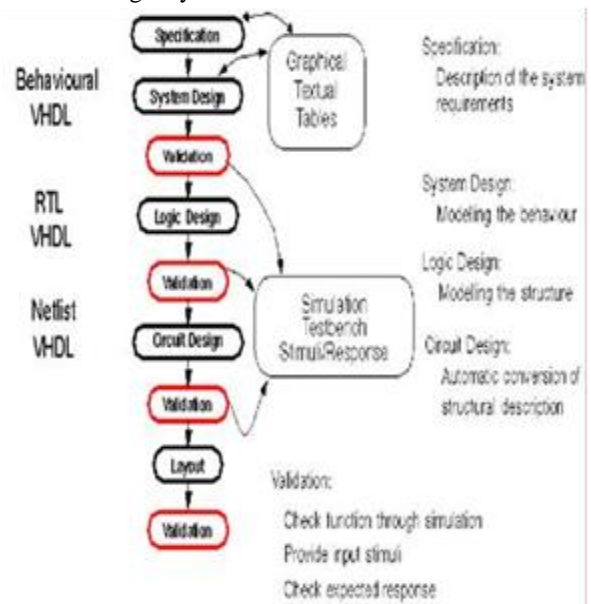 Specification
Graphical
Textual
Tables
Specification:
Description of the system
requirements
Behavioural
VHDL
System Design
Validation
System Design:
Modeling the behaviour
RTL
VHDL
Logic Design
Logic Design:
Modeling the structure
Validation
Simulation
Testbench
Stimuli/Response
Netlist
VHDL
Circuit Design
Circuit Design:
Automatic conversion of
structural description
Validation
Layout
Validation:
Check function through simulation
Provide input stimuli
Check expected response
Validation